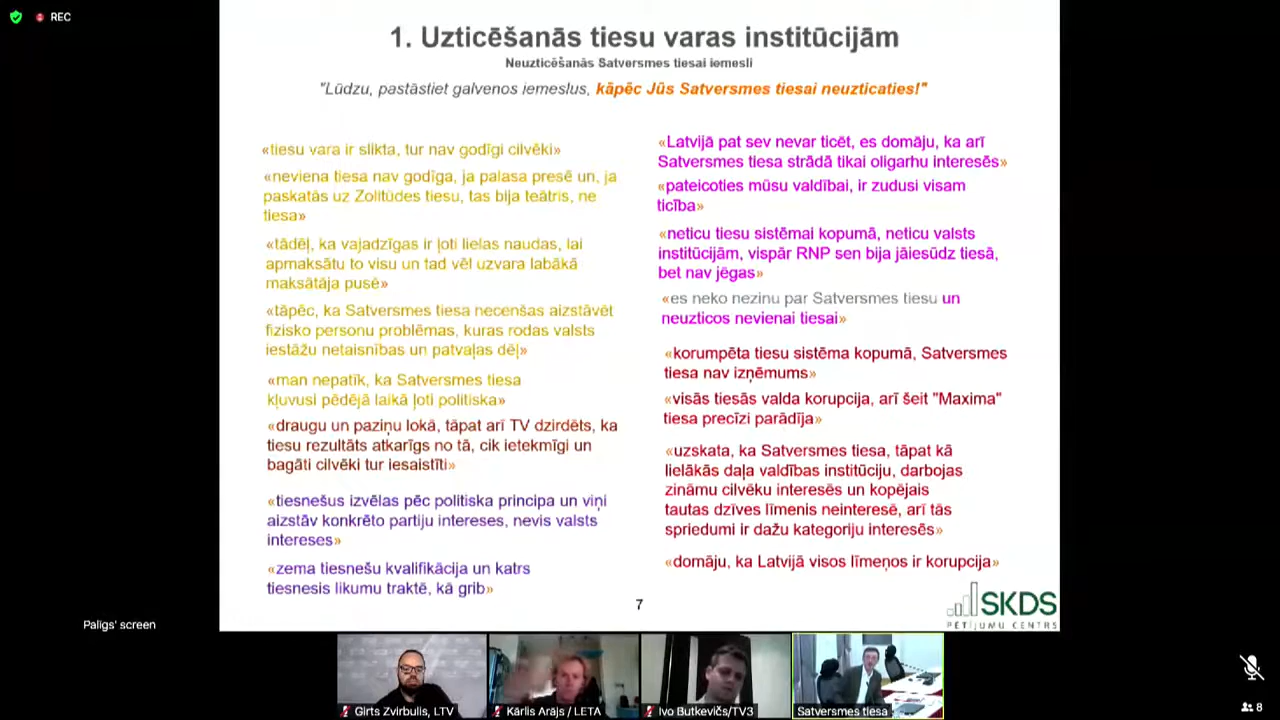 REC
1. Uzticēšanās tiesu varas institūcijām
Neuzticēšanās Satversmes tiesai iemesli
"Lūdzu, pastāstiet galvenos iemeslus, kāpēc Jūs Satversmes tiesai neuzticaties!"
«tiesu vara ir slikta, tur nav godīgi cilvēki»
«neviena tiesa nav godīga, ja palasa presē un, ja
paskatās uz Zolitūdes tiesu, tas bija teātris, ne
tiesa»
«tādēļ, ka vajadzīgas ir ļoti lielas naudas, lai
apmaksātu to visu un tad vēl uzvara labākā
maksātāja pusē»
«tāpēc, ka Satversmes tiesa necenšas aizstāvēt
fizisko personu problēmas, kuras rodas valsts
iestāžu netaisnības un patvaļas dēļ»
«man nepatīk, ka Satversmes tiesa
kļuvusi pēdējā laikā ļoti politiska»
«draugu un paziņu lokā, tāpat arī TV dzirdēts, ka
tiesu rezultāts atkarīgs no tā, cik ietekmīgi un
bagāti cilvēki tur iesaistīti»
«tiesnešus izvēlas pēc politiska principa un viņi
aizstāv konkrēto partiju intereses, nevis valsts
intereses»
«zema tiesnešu kvalifikācija un katrs
tiesnesis likumu traktē, kā grib»
«Latvijā pat sev nevar ticēt, es domāju, ka arī
Satversmes tiesa strādā tikai oligarhu interesēs»
«pateicoties mūsu valdībai, ir zudusi visam
ticība»
«neticu tiesu sistēmai kopumā, neticu valsts
institūcijām, vispār RNP sen bija jāiesūdz tiesā,
bet nav jēgas»
«es neko nezinu par Satversmes tiesu un
neuzticos nevienai tiesai»
«korumpēta tiesu sistēma kopumā, Satversmes
tiesa nav izņēmums»
«visās tiesās valda korupcija, arī šeit "Maxima"
tiesa precīzi parādīja»
«uzskata, ka Satversmes tiesa, tāpat kā
lielākās daļa valdības institūciju, darbojas
zināmu cilvēku interesēs un kopējais
tautas dzīves līmenis neinteresē, arī tās
spriedumi ir dažu kategoriju interesēs»
«domāju, ka Latvijā visos līmeņos ir korupcija»
7
SKDS
PĒTĪJUMU CENTRS
Palīgs' screen
Girts Zvirbulis, LTV
Kārlis Arājs / LETA
Ivo Butkevičs/TV3
Satversmes tiesa
8